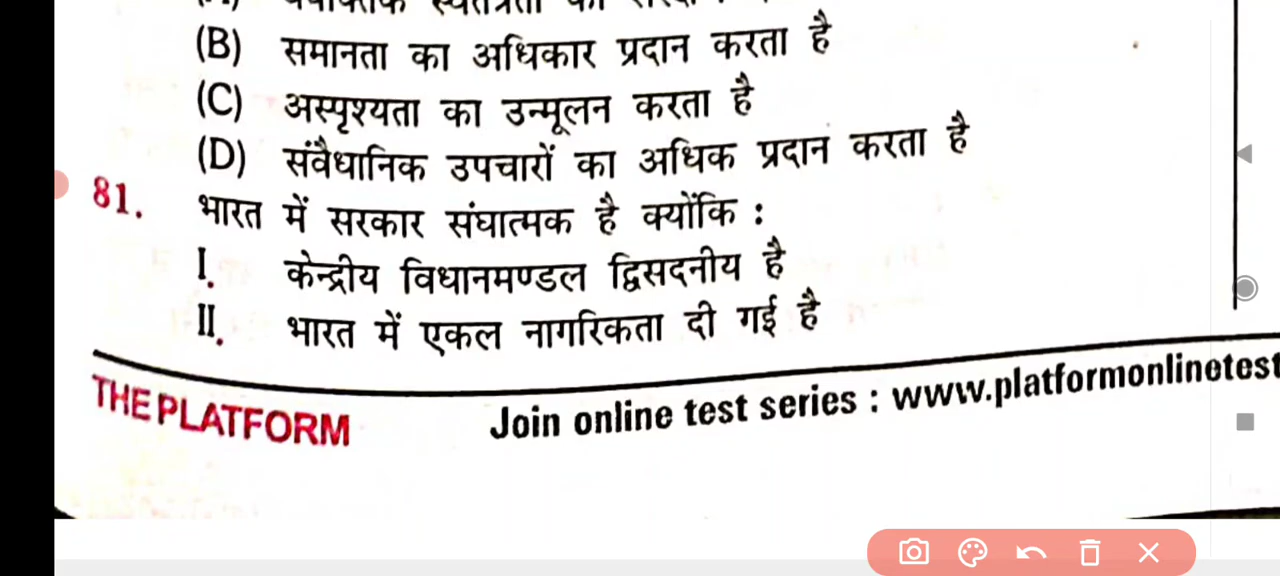 (B) समानता का अधिकार प्रदान करता है
(C) अस्पृश्यता का उन्मूलन करता है
(D) संवैधानिक उपचारों का अधिक प्रदान करता है
81. भारत में सरकार संघात्मक है क्योंकि :
I. केन्द्रीय विधानमण्डल द्विसदनीय है
II. भारत में एकल नागरिकता दी गई है
THE PLATFORM Join online test series : www.platformonlinetest